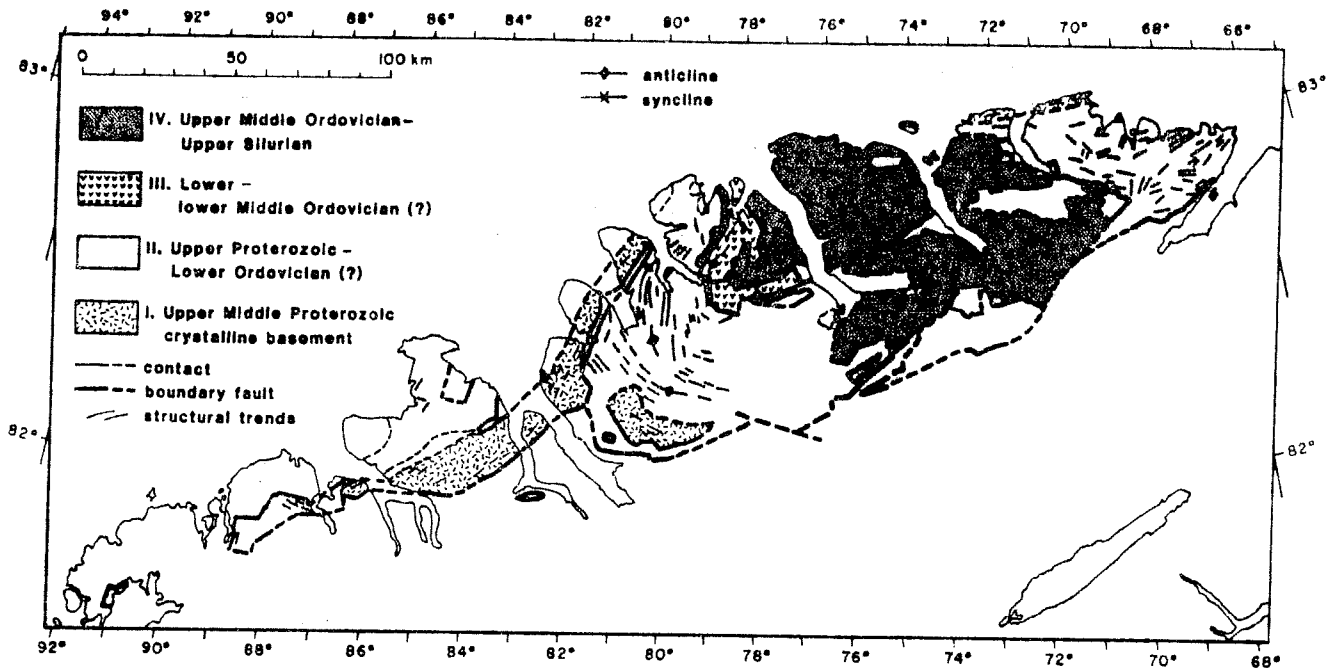 94° 90° 88° 86° 84° 82° 80° 78° 76° 74° 72° 70° 68°
0 50 100 km
83° 83°
anticline
syncline
IV. Upper Middle Ordovician–
Upper Silurian
III. Lower –
lower Middle Ordovician (?)
II. Upper Proterozoic –
Lower Ordovician (?)
I. Upper Middle Proterozoic
crystalline basement
contact
boundary fault
structural trends
82° 82°
92° 90° 88° 86° 84° 82° 80° 78° 76° 74° 72° 70° 68°